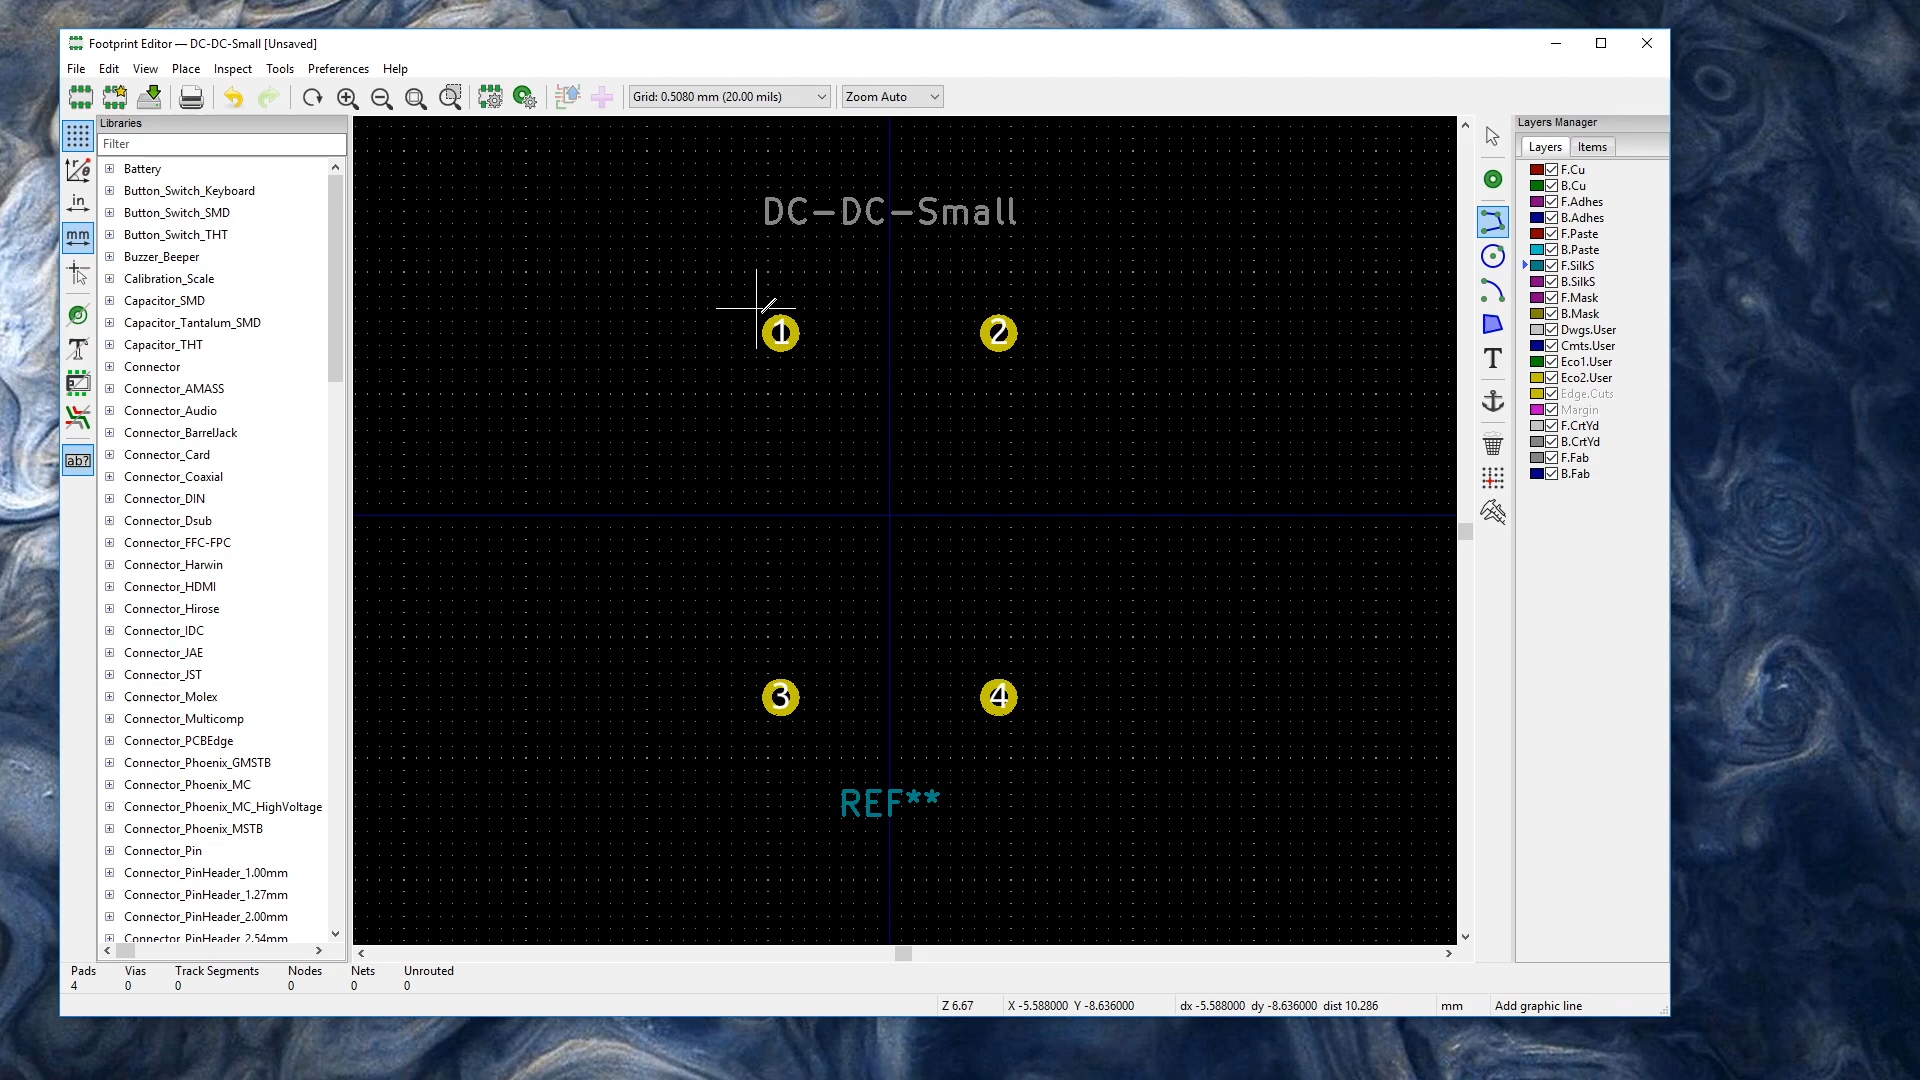 Footprint Editor — DC-DC-Small [Unsaved]
File Edit View Place Inspect Tools Preferences Help
Grid: 0.5080 mm (20.00 mils) Zoom Auto
Libraries
Filter
Battery
Button_Switch_Keyboard
Button_Switch_SMD
Button_Switch_THT
Buzzer_Beeper
Calibration_Scale
Capacitor_SMD
Capacitor_Tantalum_SMD
Capacitor_THT
Connector
Connector_AMASS
Connector_Audio
Connector_BarrelJack
Connector_Card
Connector_Coaxial
Connector_DIN
Connector_Dsub
Connector_FFC-FPC
Connector_Harwin
Connector_HDMI
Connector_Hirose
Connector_IDC
Connector_JAE
Connector_JST
Connector_Molex
Connector_Multicomp
Connector_PCBEdge
Connector_Phoenix_GMSTB
Connector_Phoenix_MC
Connector_Phoenix_MC_HighVoltage
Connector_Phoenix_MSTB
Connector_Pin
Connector_PinHeader_1.00mm
Connector_PinHeader_1.27mm
Connector_PinHeader_2.00mm
Connector_PinHeader_2.54mm
in
mm
ab?
DC-DC-Small
1 2
3 4
REF**
T
Layers Manager
Layers Items
F.Cu
B.Cu
F.Adhes
B.Adhes
F.Paste
B.Paste
F.SilkS
B.SilkS
F.Mask
B.Mask
Dwgs.User
Cmts.User
Eco1.User
Eco2.User
Edge.Cuts
Margin
F.CrtYd
B.CrtYd
F.Fab
B.Fab
Pads Vias Track Segments Nodes Nets Unrouted
4 0 0 0 0 0
Z 6.67 X -5.588000 Y -8.636000 dx -5.588000 dy -8.636000 dist 10.286 mm Add graphic line